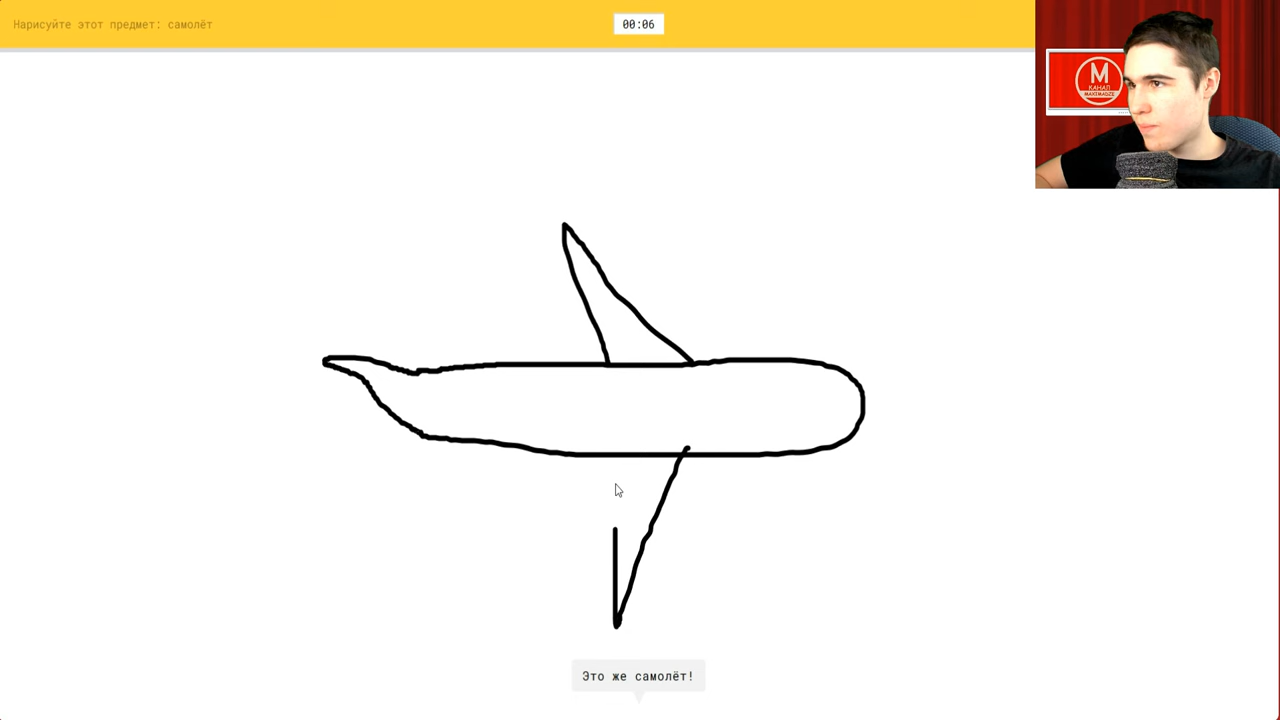 Нарисуйте этот предмет: самолёт
00:06
М
КАНАЛ
MAXIMADZE
Это же самолёт!